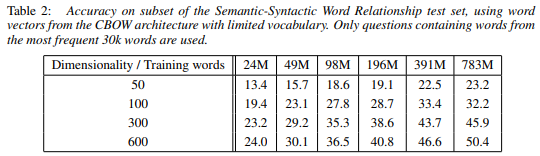 Table 2: Accuracy on subset of the Semantic-Syntactic Word Relationship test set, using word
vectors from the CBOW architecture with limited vocabulary. Only questions containing words from
the most frequent 30k words are used.
Dimensionality / Training words 24M 49M 98M 196M 391M 783M
50 13.4 15.7 18.6 19.1 22.5 23.2
100 19.4 23.1 27.8 28.7 33.4 32.2
300 23.2 29.2 35.3 38.6 43.7 45.9
600 24.0 30.1 36.5 40.8 46.6 50.4